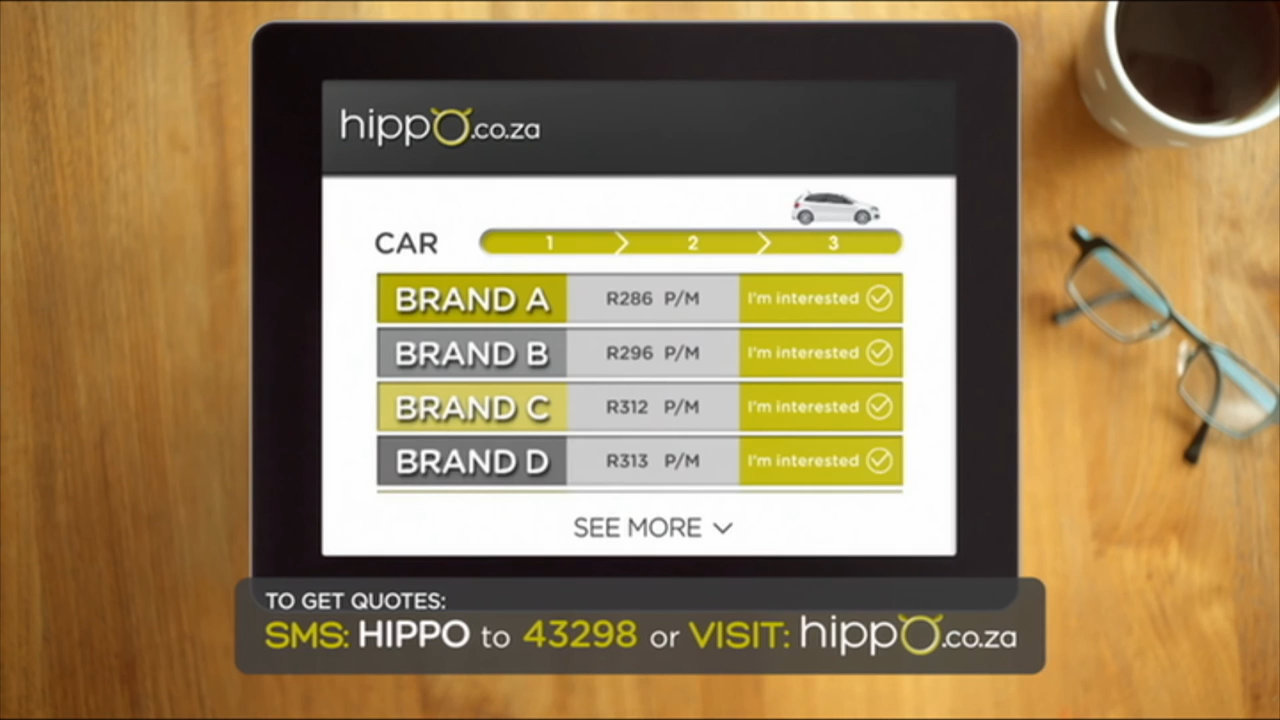 hippo.co.za
CAR 1 2 3
BRAND A R286 P/M I'm interested
BRAND B R296 P/M I'm interested
BRAND C R312 P/M I'm interested
BRAND D R313 P/M I'm interested
SEE MORE
TO GET QUOTES:
SMS: HIPPO to 43298 or VISIT: hippo.co.za